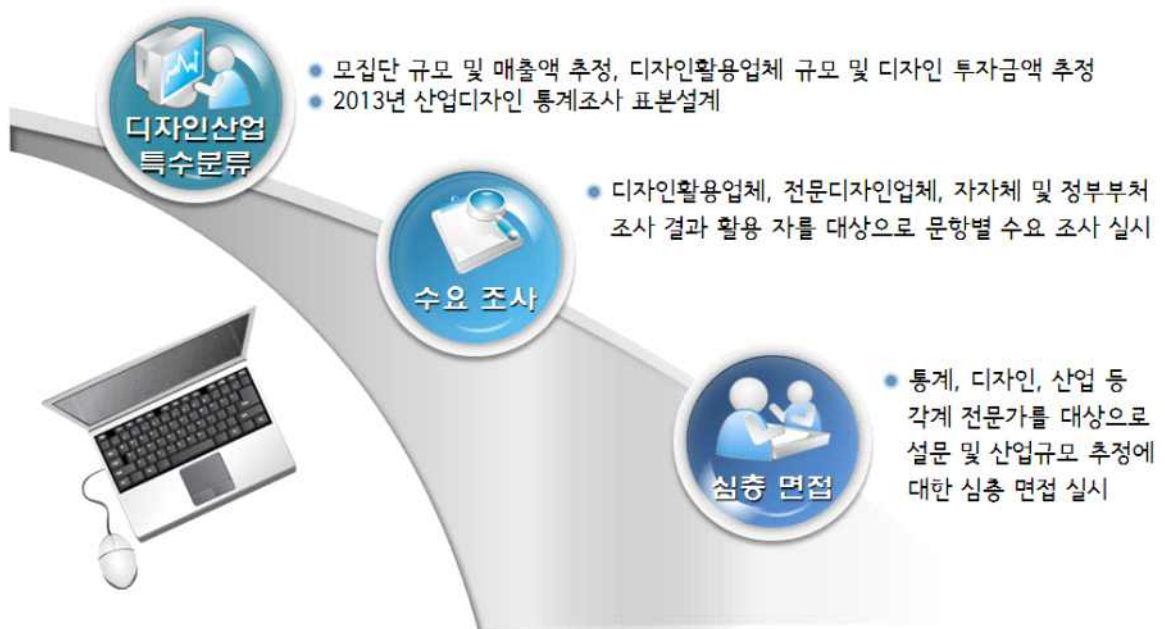 디자인산업
특수분류
• 모집단 규모 및 매출액 추정, 디자인활용업체 규모 및 디자인 투자금액 추정
• 2013년 산업디자인 통계조사 표본설계
수요 조사
• 디자인활용업체, 전문디자인업체, 자자체 및 정부부처
조사 결과 활용 자를 대상으로 문항별 수요 조사 실시
심층 면접
• 통계, 디자인, 산업 등
각계 전문가를 대상으로
설문 및 산업규모 추정에
대한 심층 면접 실시